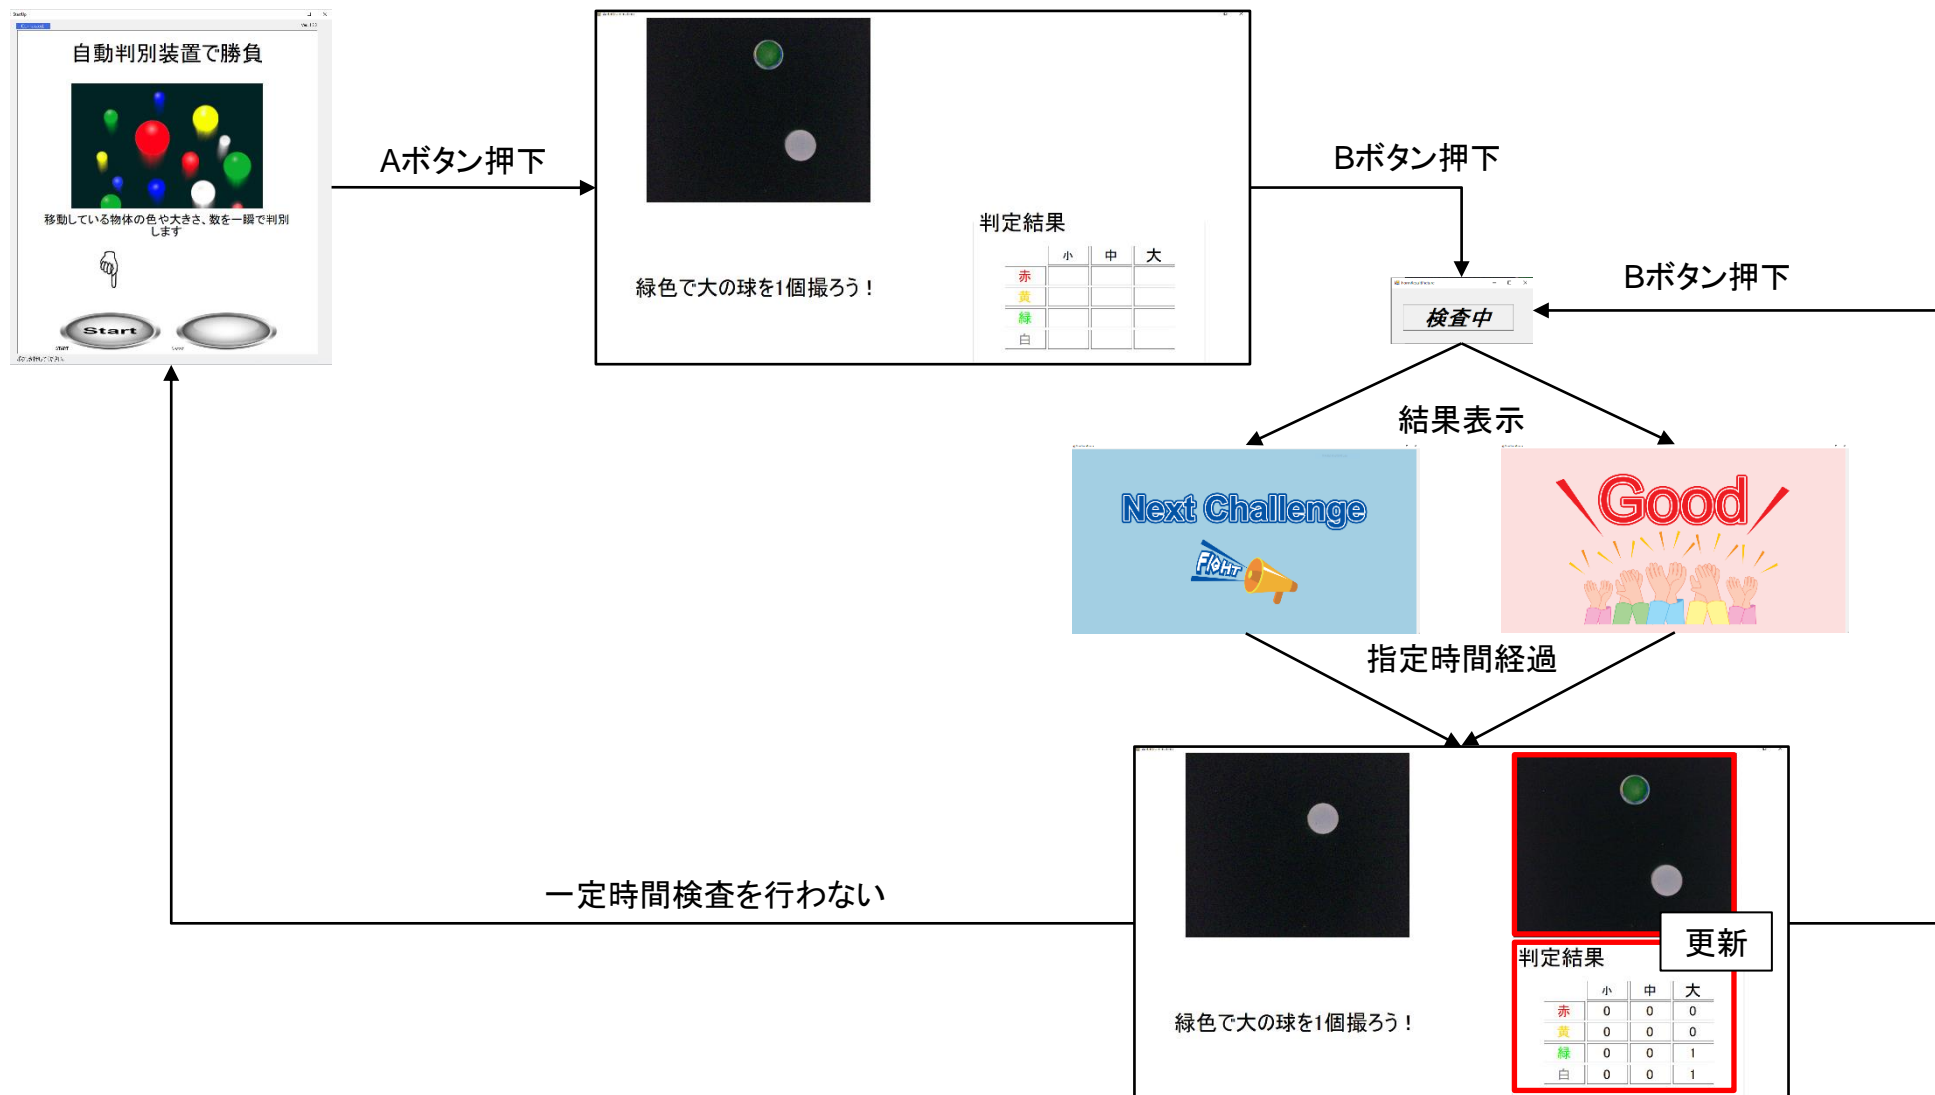 StartUp
自動判別装置で勝負
移動している物体の色や大きさ、数を一瞬で判別
します
Start
START
Aボタン押下
緑色で大の球を1個撮ろう！
判定結果
小 中 大
赤
黄
緑
白
Bボタン押下
検査中
Bボタン押下
結果表示
Next Challenge
FIGHT
Good
指定時間経過
一定時間検査を行わない
緑色で大の球を1個撮ろう！
更新
判定結果
小 中 大
赤 0 0 0
黄 0 0 0
緑 0 0 1
白 0 0 1